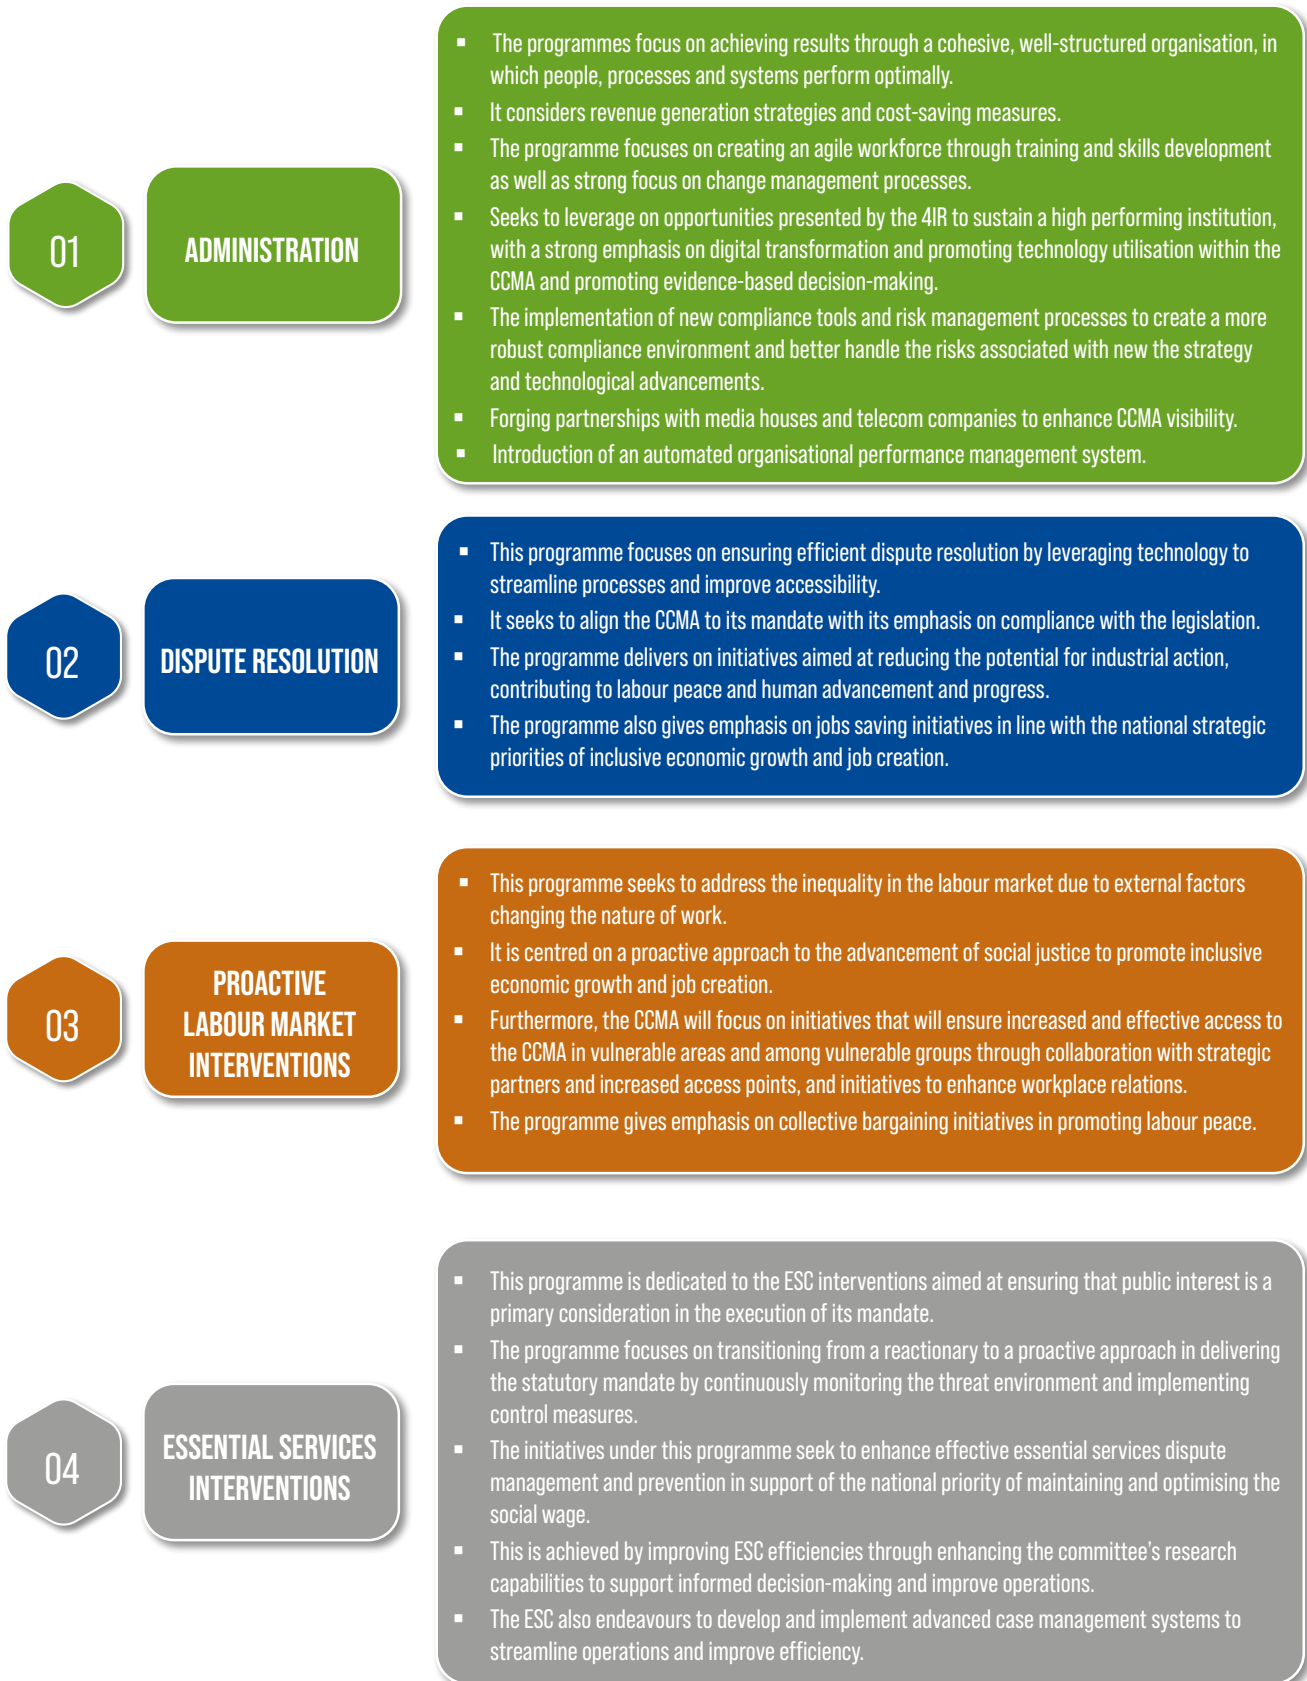 01
ADMINISTRATION
▪ The programmes focus on achieving results through a cohesive, well-structured organisation, in
which people, processes and systems perform optimally.
▪ It considers revenue generation strategies and cost-saving measures.
▪ The programme focuses on creating an agile workforce through training and skills development
as well as strong focus on change management processes.
▪ Seeks to leverage on opportunities presented by the 4IR to sustain a high performing institution,
with a strong emphasis on digital transformation and promoting technology utilisation within the
CCMA and promoting evidence-based decision-making.
▪ The implementation of new compliance tools and risk management processes to create a more
robust compliance environment and better handle the risks associated with new the strategy
and technological advancements.
▪ Forging partnerships with media houses and telecom companies to enhance CCMA visibility.
▪ Introduction of an automated organisational performance management system.
02
DISPUTE RESOLUTION
▪ This programme focuses on ensuring efficient dispute resolution by leveraging technology to
streamline processes and improve accessibility.
▪ It seeks to align the CCMA to its mandate with its emphasis on compliance with the legislation.
▪ The programme delivers on initiatives aimed at reducing the potential for industrial action,
contributing to labour peace and human advancement and progress.
▪ The programme also gives emphasis on jobs saving initiatives in line with the national strategic
priorities of inclusive economic growth and job creation.
03
PROACTIVE
LABOUR MARKET
INTERVENTIONS
▪ This programme seeks to address the inequality in the labour market due to external factors
changing the nature of work.
▪ It is centred on a proactive approach to the advancement of social justice to promote inclusive
economic growth and job creation.
▪ Furthermore, the CCMA will focus on initiatives that will ensure increased and effective access to
the CCMA in vulnerable areas and among vulnerable groups through collaboration with strategic
partners and increased access points, and initiatives to enhance workplace relations.
▪ The programme gives emphasis on collective bargaining initiatives in promoting labour peace.
04
ESSENTIAL SERVICES
INTERVENTIONS
▪ This programme is dedicated to the ESC interventions aimed at ensuring that public interest is a
primary consideration in the execution of its mandate.
▪ The programme focuses on transitioning from a reactionary to a proactive approach in delivering
the statutory mandate by continuously monitoring the threat environment and implementing
control measures.
▪ The initiatives under this programme seek to enhance effective essential services dispute
management and prevention in support of the national priority of maintaining and optimising the
social wage.
▪ This is achieved by improving ESC efficiencies through enhancing the committee's research
capabilities to support informed decision-making and improve operations.
▪ The ESC also endeavours to develop and implement advanced case management systems to
streamline operations and improve efficiency.